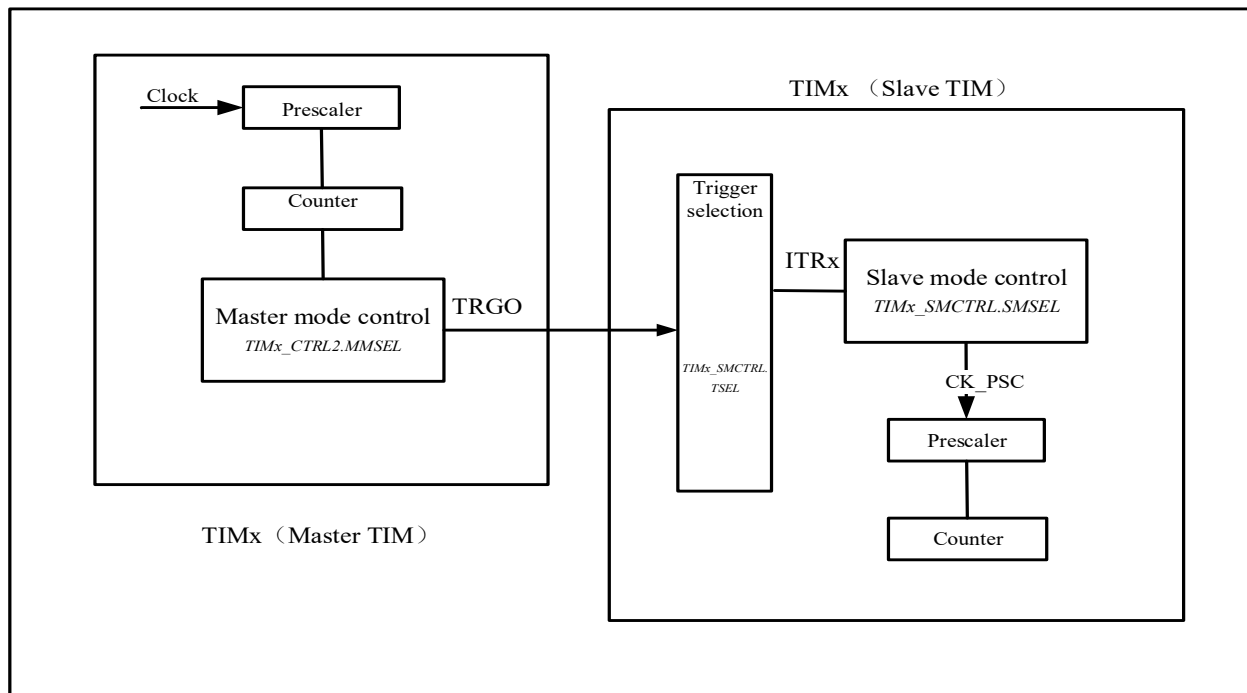 Clock
Prescaler
Counter
Master mode control
TIMx_CTRL2.MMSEL
TRGO
TIMx（Master TIM）
TIMx （Slave TIM）
Trigger
selection
TIMx_SMCTRL.
TSEL
ITRx
Slave mode control
TIMx_SMCTRL.SMSEL
CK_PSC
Prescaler
Counter